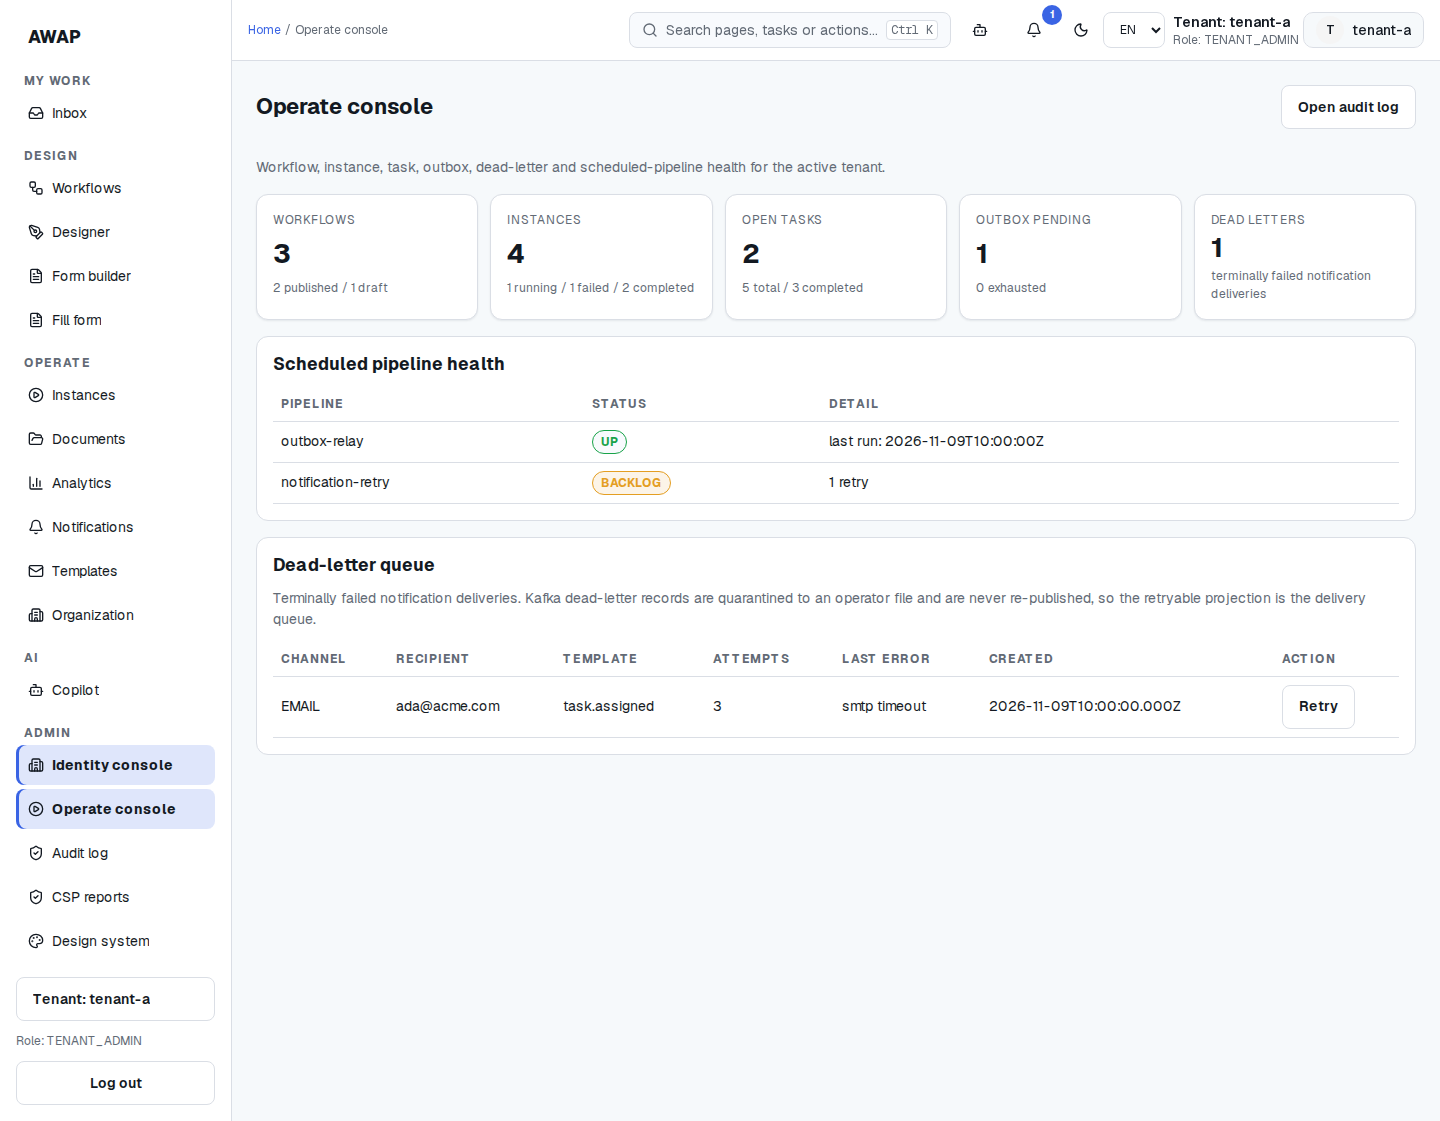 AWAP
MY WORK
Inbox
DESIGN
Workflows
Designer
Form builder
Fill form
OPERATE
Instances
Documents
Analytics
Notifications
Templates
Organization
AI
Copilot
ADMIN
Identity console
Operate console
Audit log
CSP reports
Design system
Tenant: tenant-a
Role: TENANT_ADMIN
Log out
Home / Operate console
Search pages, tasks or actions... Ctrl K
1
EN
Tenant: tenant-a
Role: TENANT_ADMIN
T tenant-a
Operate console
Open audit log
Workflow, instance, task, outbox, dead-letter and scheduled-pipeline health for the active tenant.
WORKFLOWS
3
2 published / 1 draft
INSTANCES
4
1 running / 1 failed / 2 completed
OPEN TASKS
2
5 total / 3 completed
OUTBOX PENDING
1
0 exhausted
DEAD LETTERS
1
terminally failed notification
deliveries
Scheduled pipeline health
PIPELINE STATUS DETAIL
outbox-relay UP last run: 2026-11-09T10:00:00Z
notification-retry BACKLOG 1 retry
Dead-letter queue
Terminally failed notification deliveries. Kafka dead-letter records are quarantined to an operator file and are never re-published, so the retryable projection is the delivery
queue.
CHANNEL RECIPIENT TEMPLATE ATTEMPTS LAST ERROR CREATED ACTION
EMAIL ada@acme.com task.assigned 3 smtp timeout 2026-11-09T10:00:00.000Z Retry